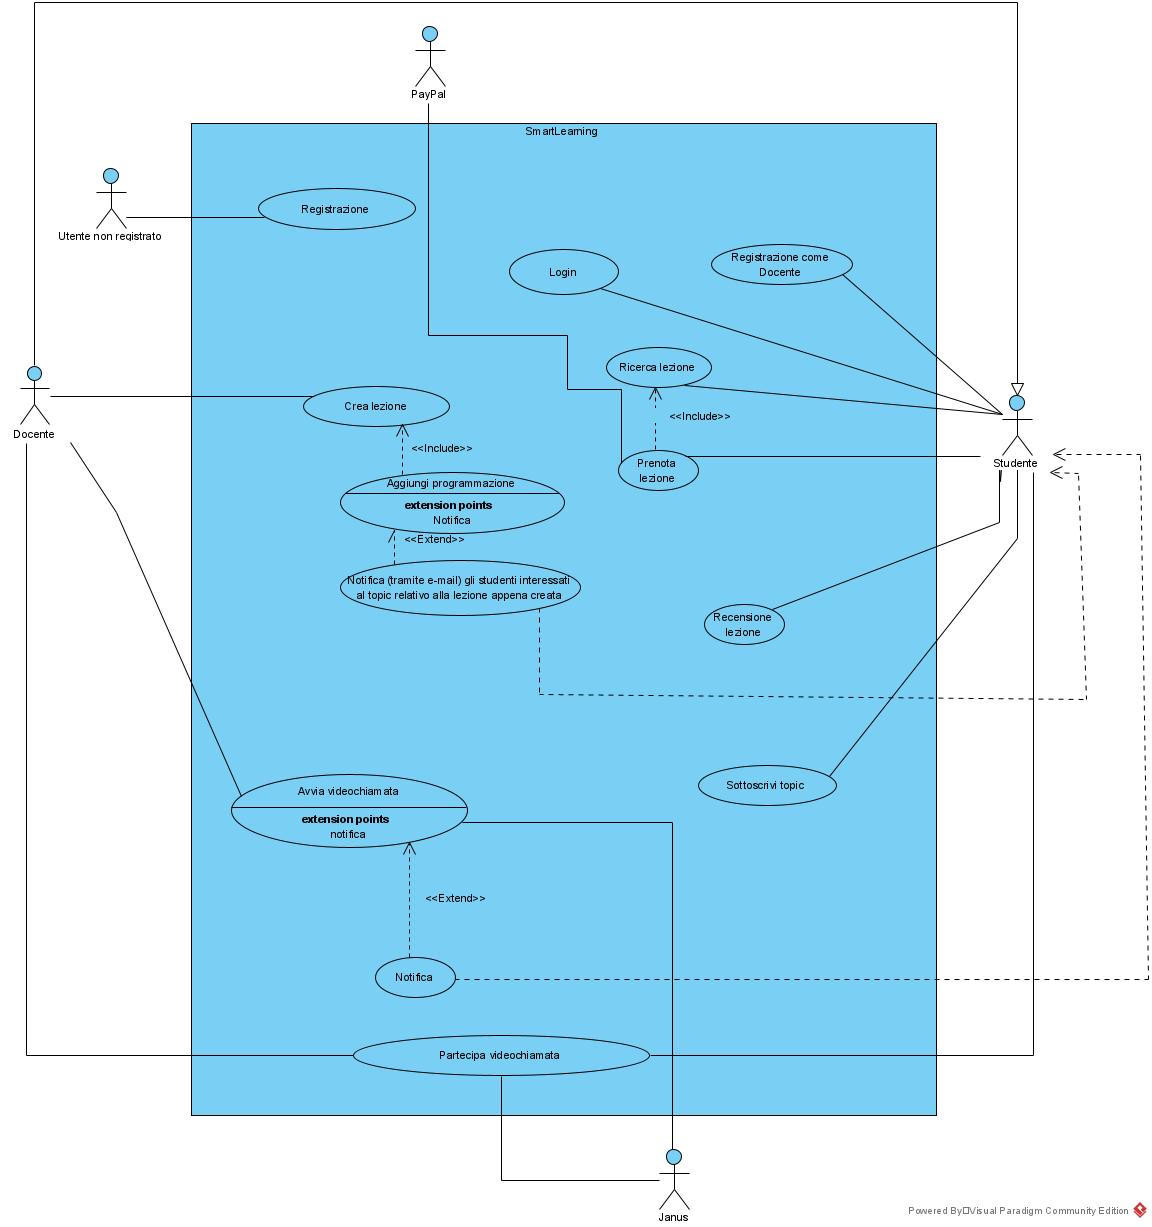 PayPal
SmartLearning
Utente non registrato
Registrazione
Registrazione come
Docente
Login
Ricerca lezione
<<Include>>
Crea lezione
Docente
<<Include>>
Prenota
lezione
Studente
Aggiungi programmazione
extension points
Notifica
<<Extend>>
Notifica (tramite e-mail) gli studenti interessati
al topic relativo alla lezione appena creata
Recensione
lezione
Sottoscrivi topic
Avvia videochiamata
extension points
notifica
<<Extend>>
Notifica
Partecipa videochiamata
Janus
Powered By Visual Paradigm Community Edition